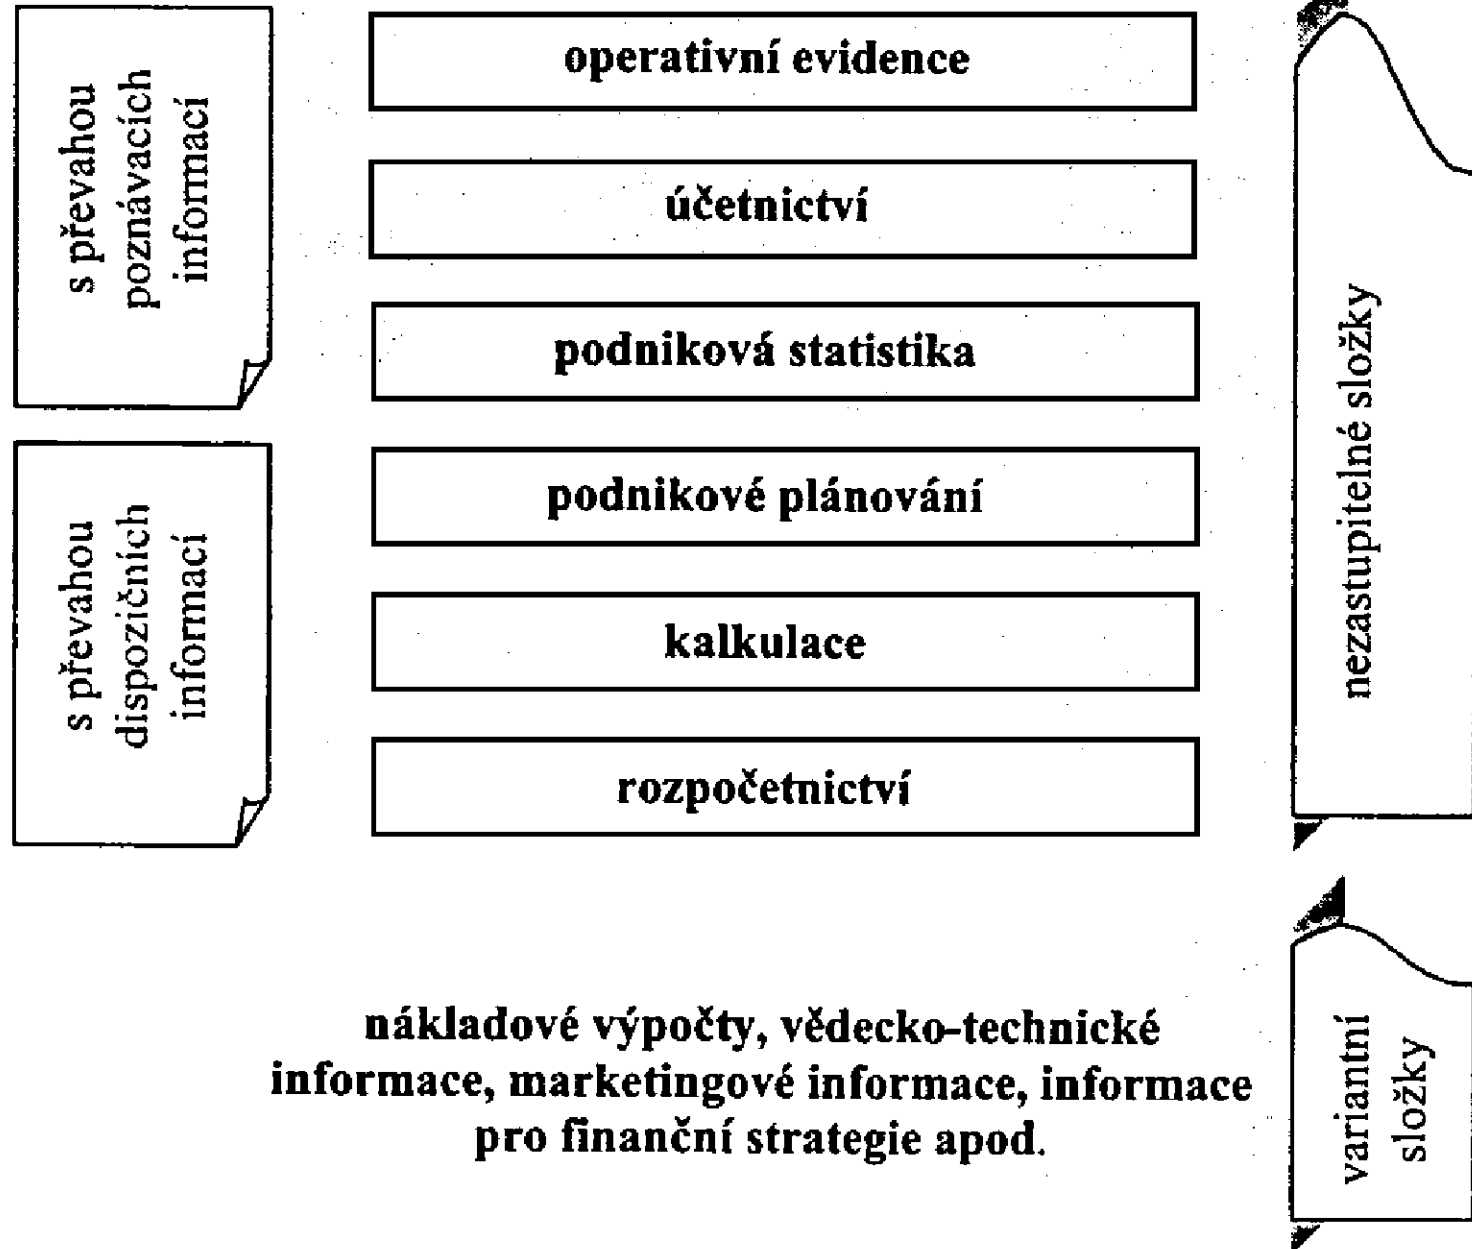 s převahou
poznávacích
informací
operativní evidence
účetnictví
podniková statistika
s převahou
dispozičních
informací
podnikové plánování
kalkulace
rozpočetnictví
nezastupitelné složky
nákladové výpočty, vědecko-technické
informace, marketingové informace, informace
pro finanční strategie apod.
variantní
složky